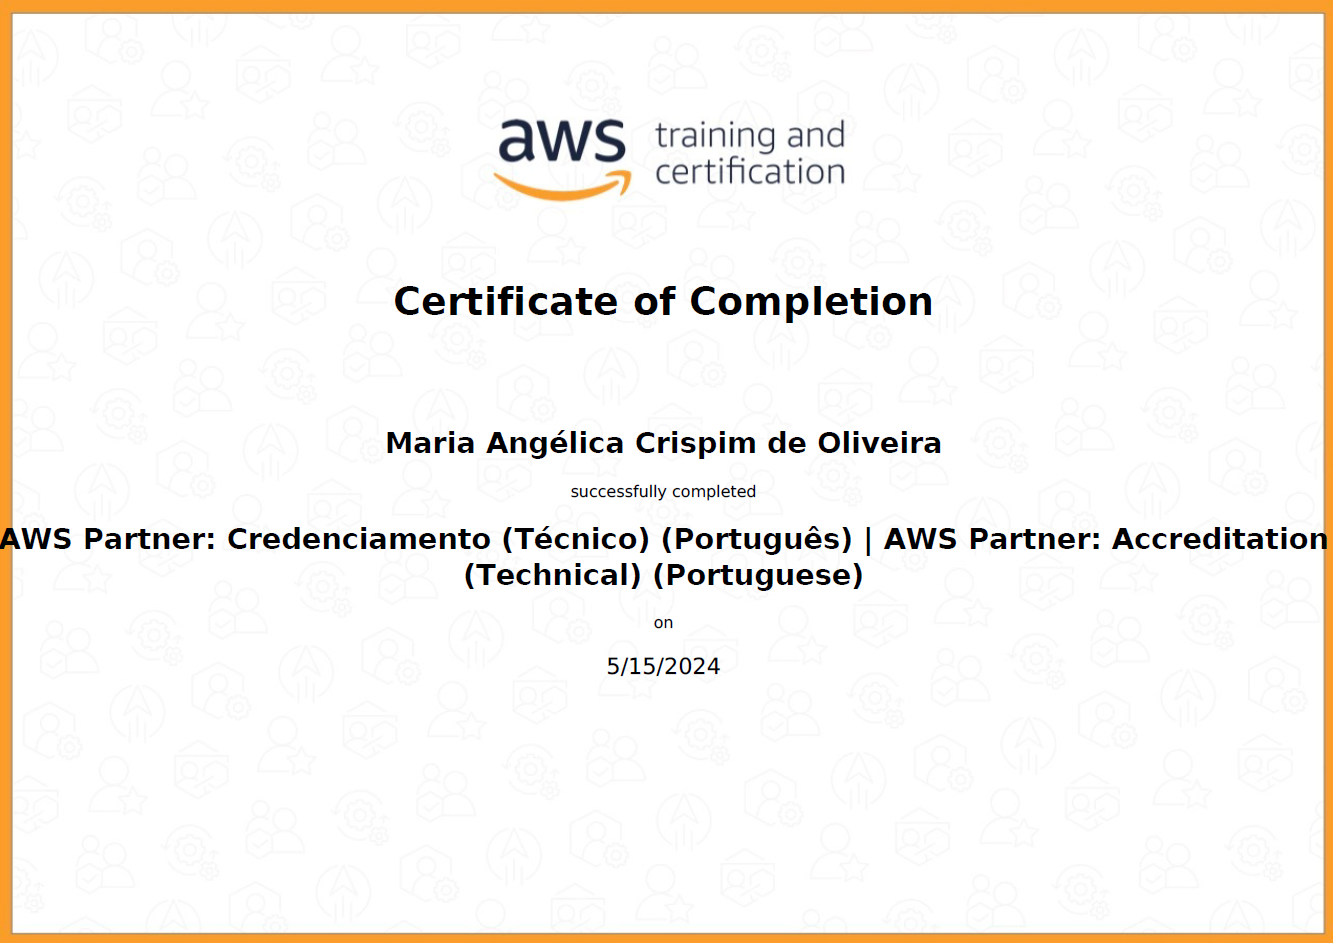 aws training and
certification
Certificate of Completion
Maria Angélica Crispim de Oliveira
successfully completed
AWS Partner: Credenciamento (Técnico) (Português) | AWS Partner: Accreditation
(Technical) (Portuguese)
on
5/15/2024